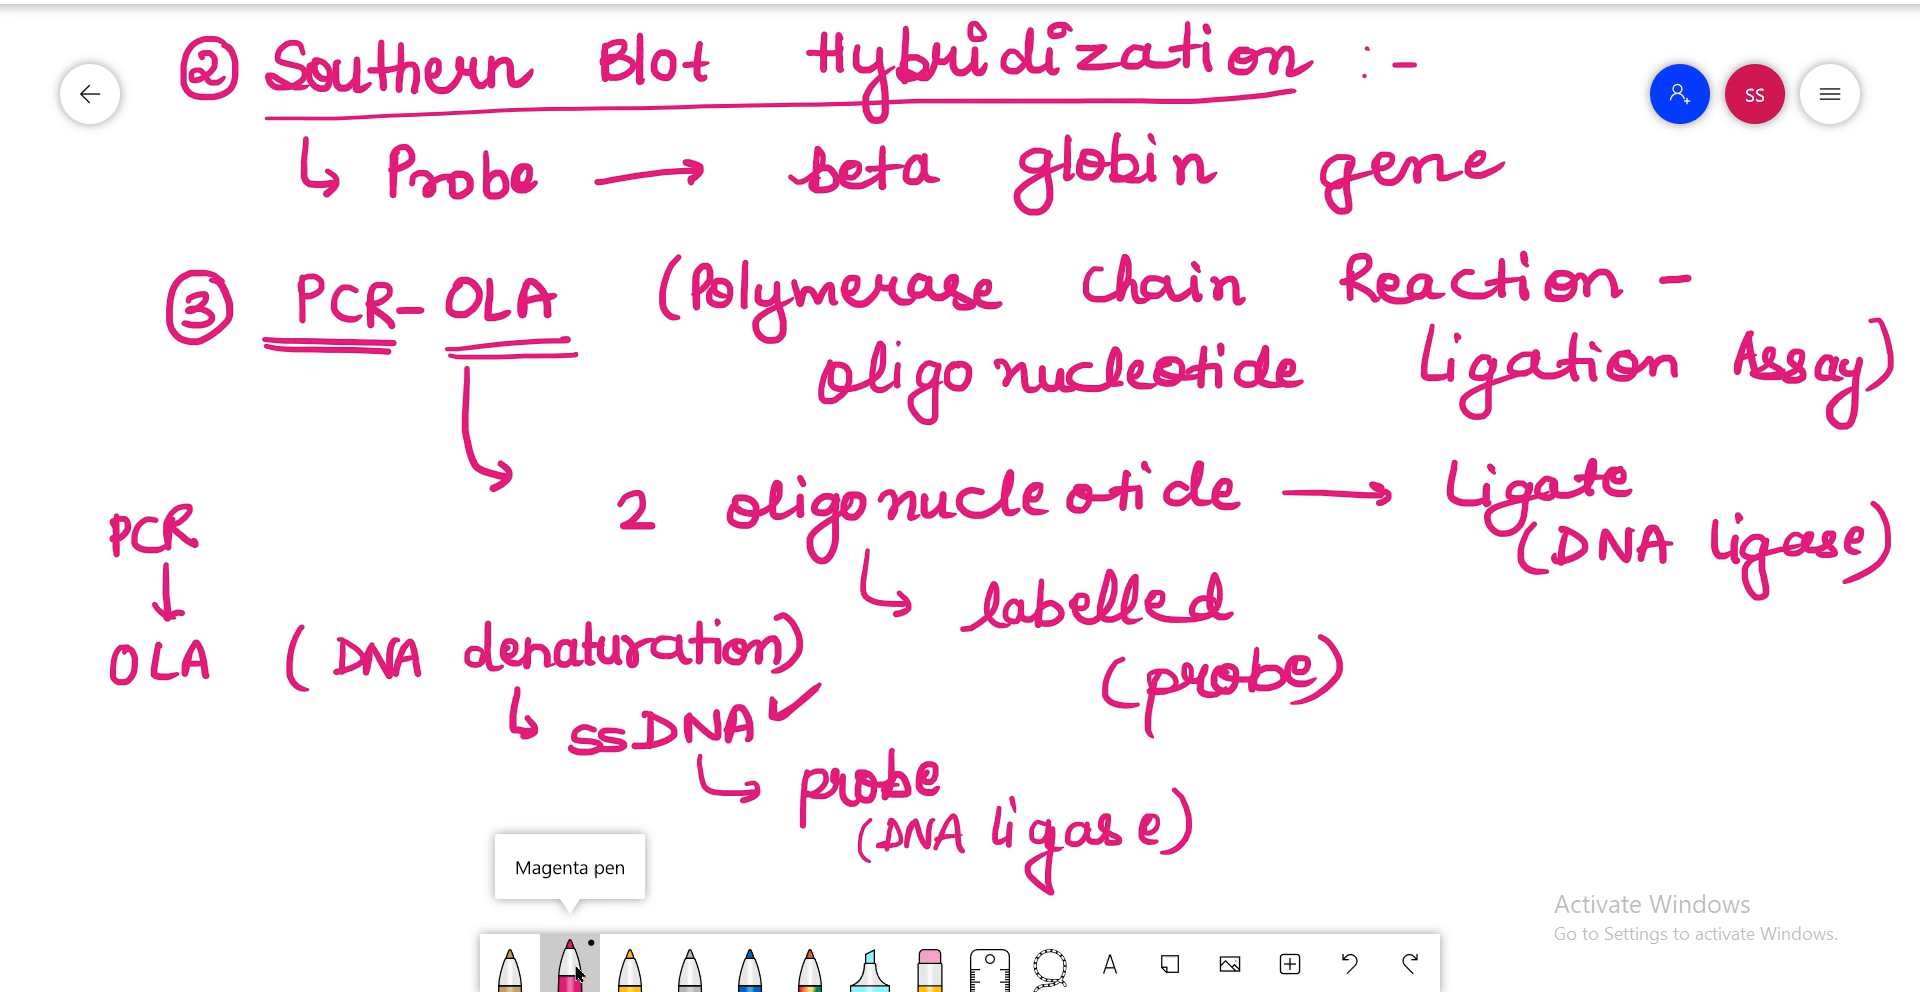 ② Southern Blot Hybridization :-
SS
↳ Probe → beta globin gene
③ PCR-OLA (Polymerase Chain Reaction -
oligonucleotide Ligation Assay)
2 oligonucleotide → Ligate
(DNA ligase)
↳ labelled
(probe)
PCR
↓
OLA (DNA denaturation)
↳ ssDNA ✓
↳ probe
(DNA ligase)
Magenta pen
Activate Windows
Go to Settings to activate Windows.
A